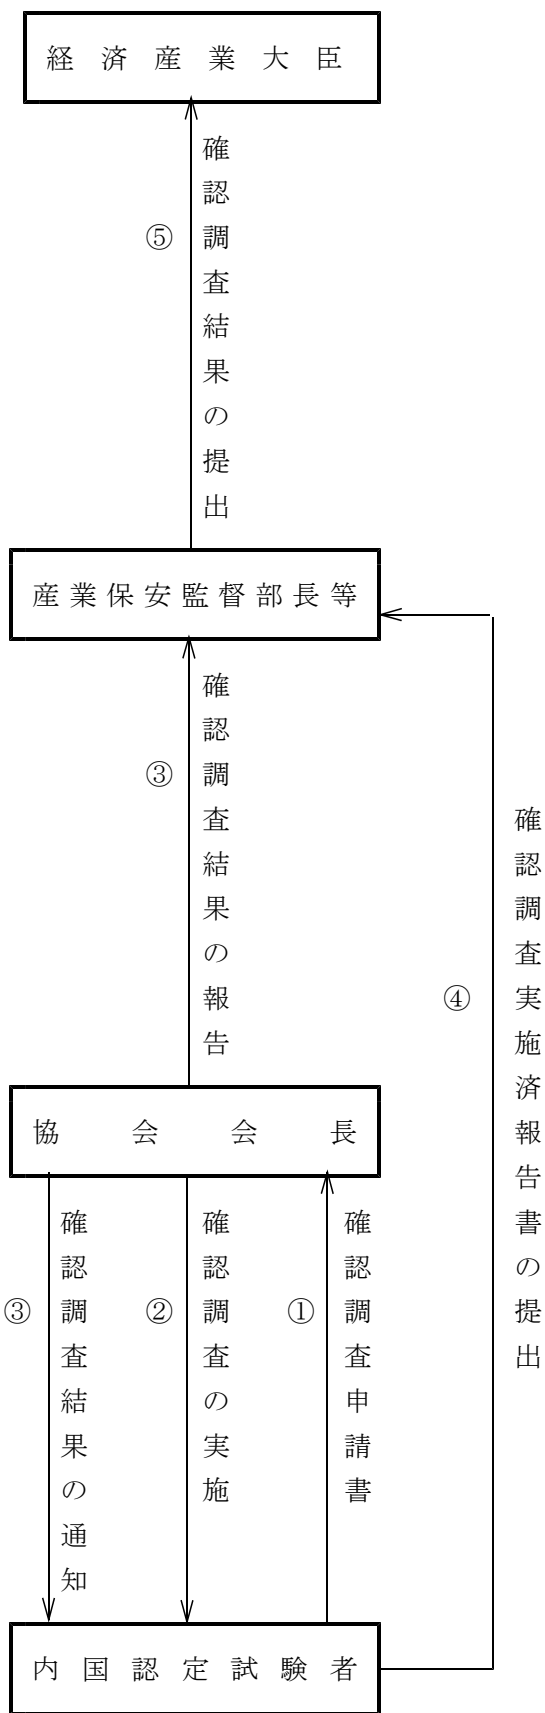 経済産業大臣
⑤
確認調査結果の提出
産業保安監督部長等
③
確認調査結果の報告
④
確認調査実施済報告書の提出
協会会長
③
確認調査結果の通知
②
確認調査の実施
①
確認調査申請書
内国認定試験者